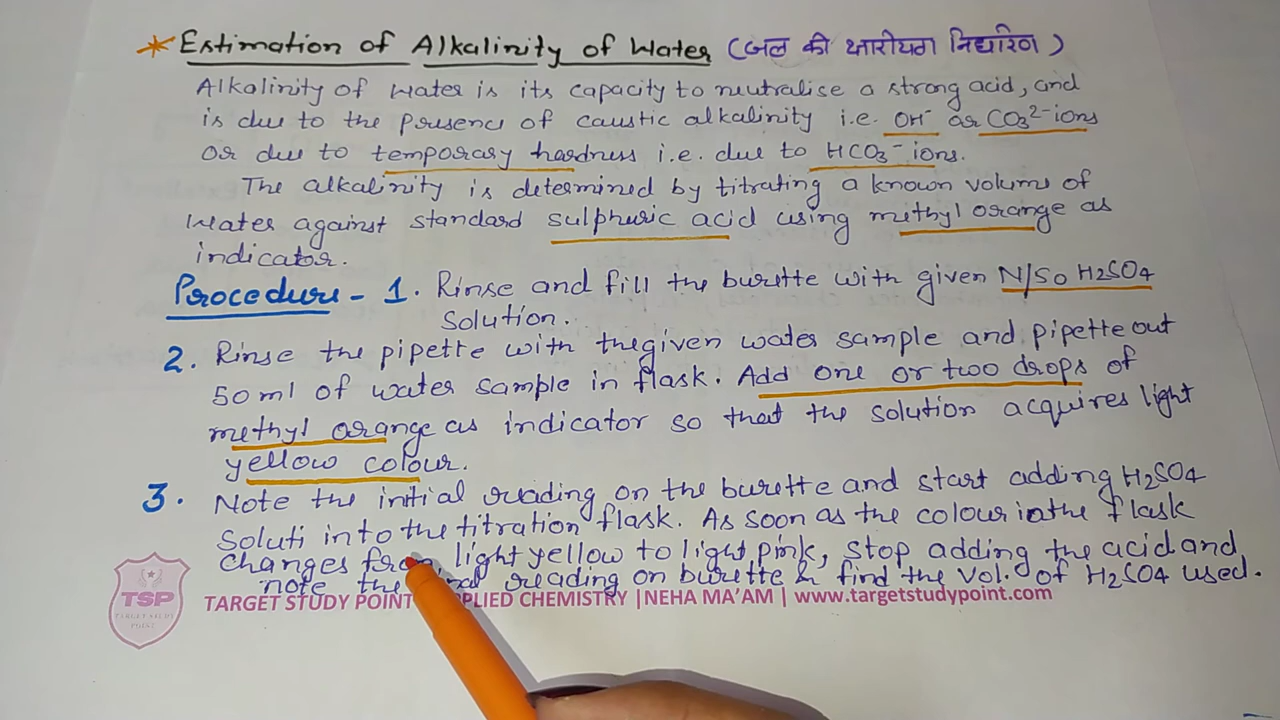 * Estimation of Alkalinity of Water (जल की क्षारीयता निर्धारण)
Alkalinity of Water is its capacity to neutralise a strong acid, and
is due to the presence of caustic alkalinity i.e. OH⁻ or CO₃²⁻ ions
or due to temporary hardness i.e. due to HCO₃⁻ ions.
The alkalinity is determined by titrating a known volume of
Water against standard sulphuric acid using methyl orange as
indicator.
Procedure - 1. Rinse and fill the burette with given N/50 H₂SO₄
Solution.
2. Rinse the pipette with the given water sample and pipette out
50 ml of water sample in flask. Add one or two drops of
methyl orange as indicator so that the solution acquires light
yellow colour.
3. Note the initial reading on the burette and start adding H₂SO₄
Soluti into the titration flask. As soon as the colour in the flask
changes from light yellow to light pink, stop adding the acid and
note the reading on burette & find the Vol. of H₂SO₄ used.
TSP
TARGET STUDY POINT
TARGET STUDY POINT PPLIED CHEMISTRY |NEHA MA'AM | www.targetstudypoint.com